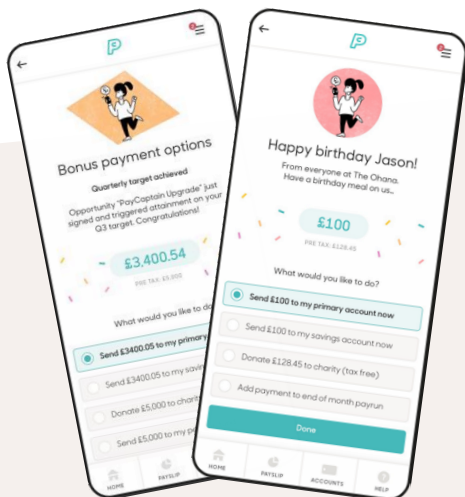 Bonus payment options
Quarterly target achieved
Opportunity "PayCaptain Upgrade" just
signed and triggered attainment on your
Q3 target. Congratulations!
£3,400.54
PRE TAX:
What would you like to do
Send £3400.05 to my primary
Send £3400.05 to my savin
Donate £5,000 to charit
Send £5,000 to my p
HOME
PAYSLIP
2
Happy birthday Jason!
From everyone at The Ohana.
Have a birthday meal on us...
£100
PRE TAX: £128.45
What would you like to do?
Send £100 to my primary account now
Send £100 to my savings account now
Donate £128.45 to charity (tax free)
Add payment to end of month payrun
Done
HOME
PAYSLIP
ACCOUNTS
HELP